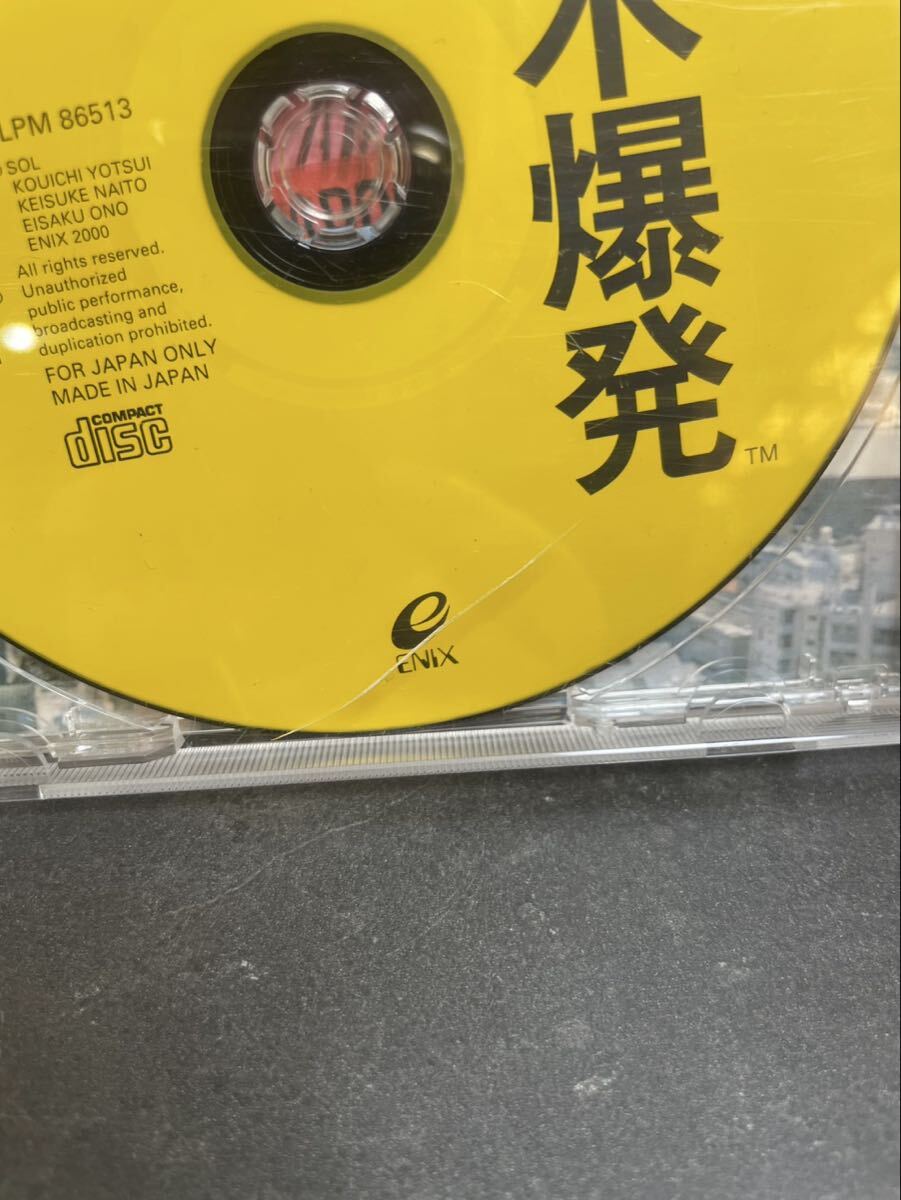 LPM 86513
SOL
KOUICHI YOTSUI
KEISUKE NAITO
EISAKU ONO
ENIX 2000
All rights reserved.
Unauthorized
public performance,
broadcasting and
duplication prohibited.
FOR JAPAN ONLY
MADE IN JAPAN
COMPACT
disc
爆発
TM
e
ENIX